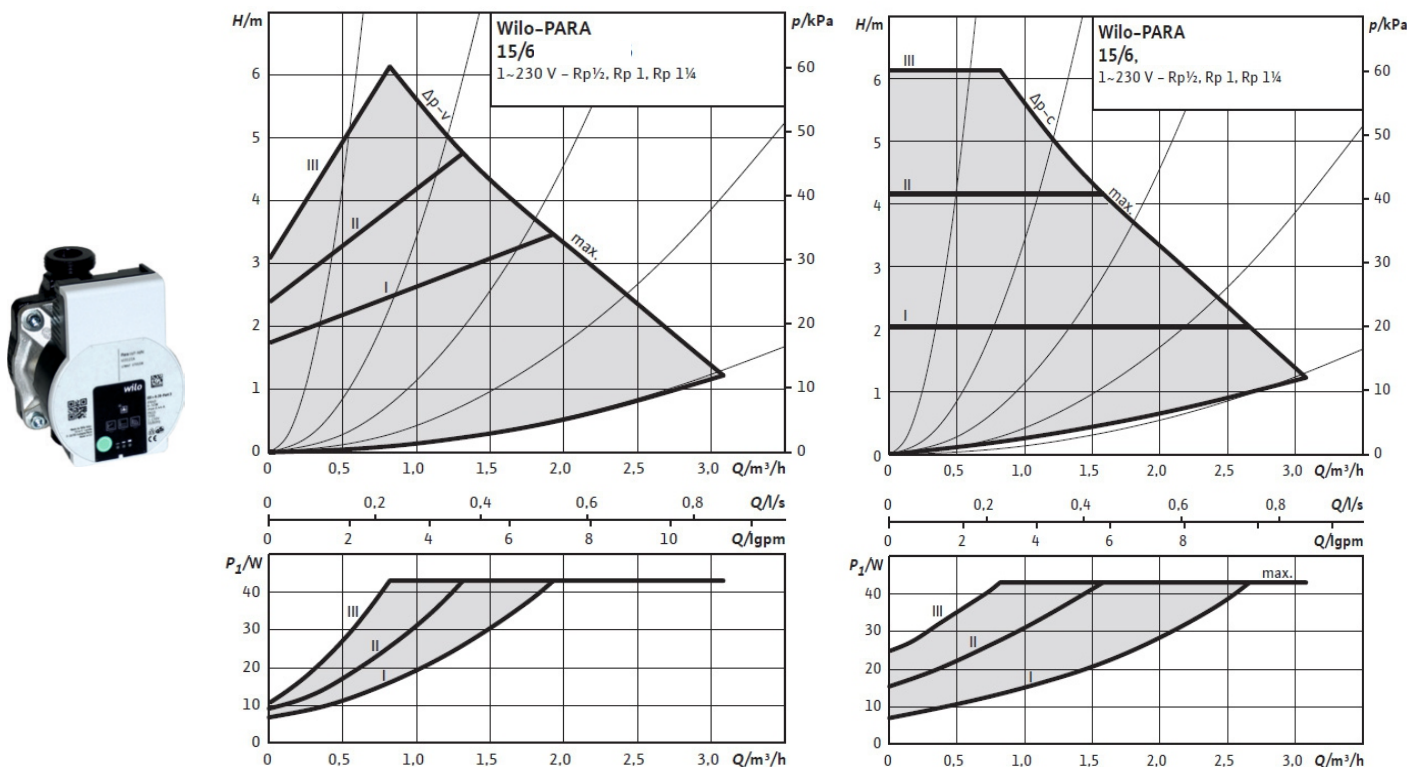 H/m
p/kPa
Wilo-PARA
15/6
1~230 V – Rp½, Rp 1, Rp 1¼
6
5
4
3
2
1
0
60
50
40
30
20
10
0
Δp-v
III
II
I
max.
0 0,5 1,0 1,5 2,0 2,5 3,0 Q/m³/h
0 0,2 0,4 0,6 0,8 Q/l/s
0 2 4 6 8 10 Q/lgpm
P₁/W
40
30
20
10
0
III
II
I
0 0,5 1,0 1,5 2,0 2,5 3,0 Q/m³/h
H/m
p/kPa
Wilo-PARA
15/6,
1~230 V – Rp½, Rp 1, Rp 1¼
6
5
4
3
2
1
0
60
50
40
30
20
10
0
Δp-c
III
II
I
max.
0 0,5 1,0 1,5 2,0 2,5 3,0 Q/m³/h
0 0,2 0,4 0,6 0,8 Q/l/s
0 2 4 6 8 Q/lgpm
P₁/W
40
30
20
10
0
max.
III
II
I
0 0,5 1,0 1,5 2,0 2,5 3,0 Q/m³/h
wilo